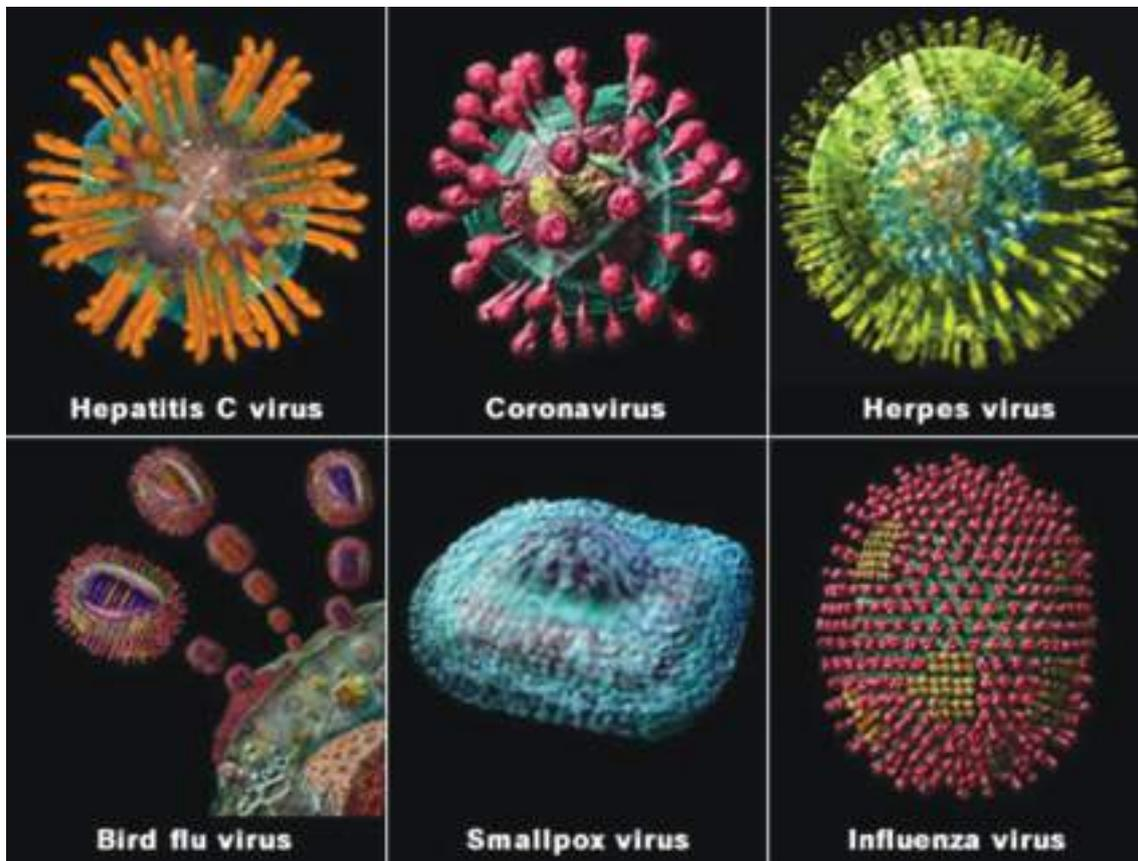 Hepatitis C virus
Coronavirus
Herpes virus
Bird flu virus
Smallpox virus
Influenza virus